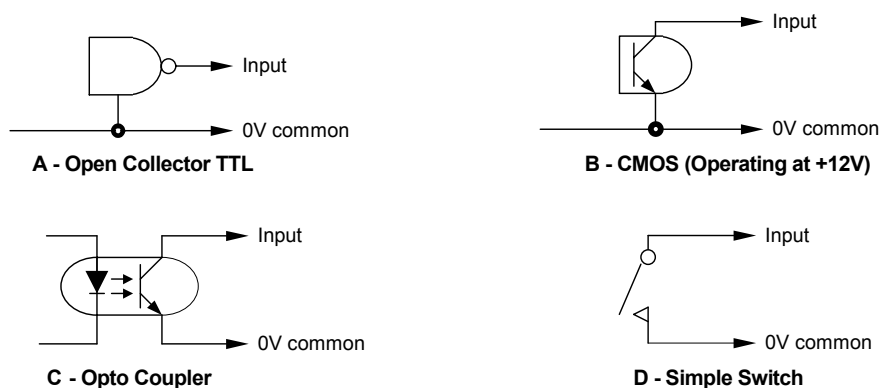 Input
0V common
A - Open Collector TTL
Input
0V common
B - CMOS (Operating at +12V)
Input
0V common
C - Opto Coupler
Input
0V common
D - Simple Switch